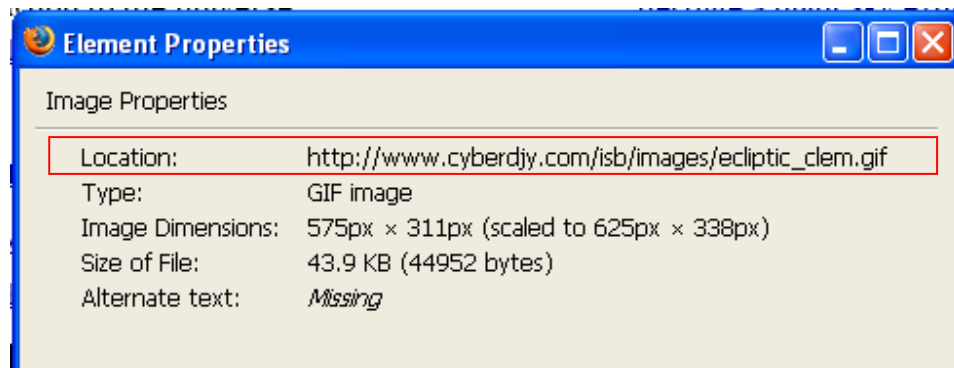 Element Properties
Image Properties
Location: http://www.cyberdjy.com/isb/images/ecliptic_clem.gif
Type: GIF image
Image Dimensions: 575px × 311px (scaled to 625px × 338px)
Size of File: 43.9 KB (44952 bytes)
Alternate text: Missing